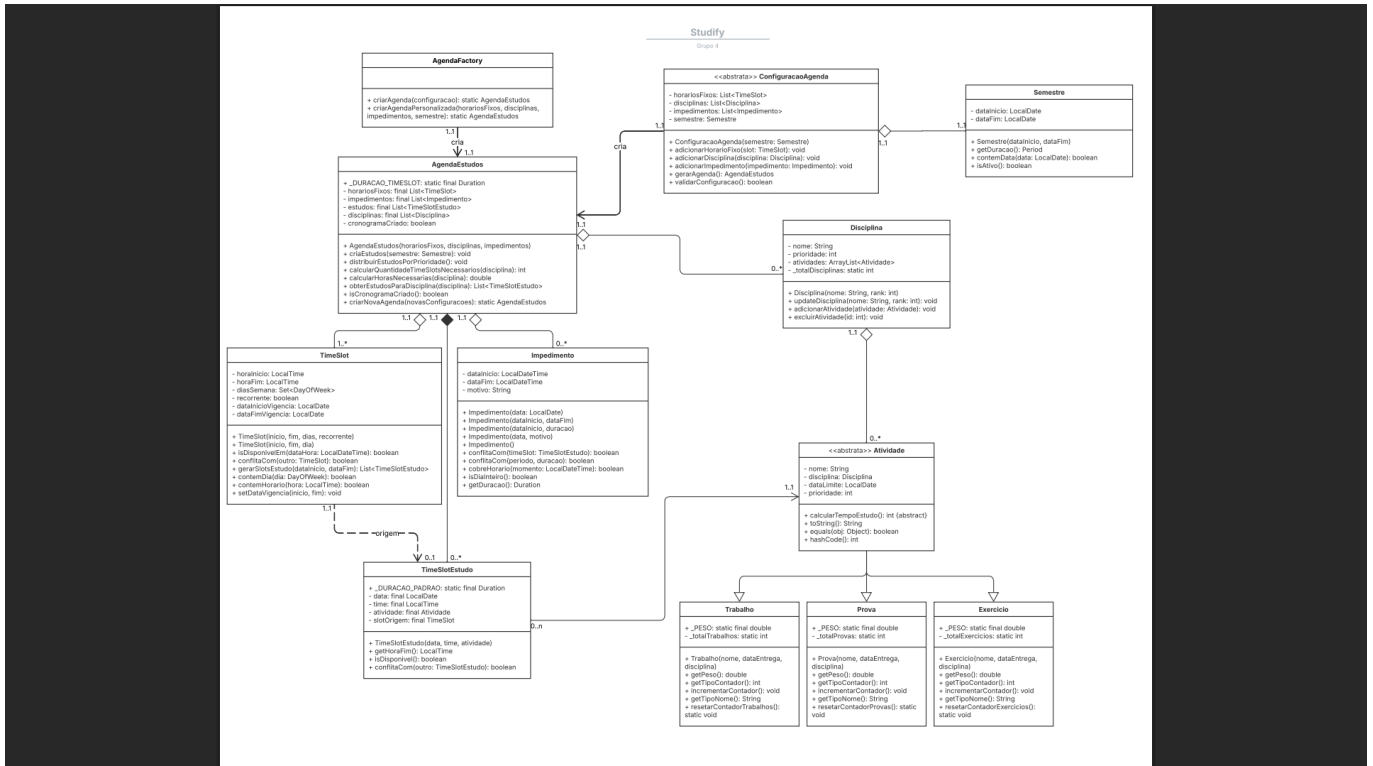 Studify
Grupo 4
AgendaFactory
+ criarAgenda(configuracao): static AgendaEstudos
+ criarAgendaPersonalizada(horariosFixos, disciplinas,
impedimentos, semestre): static AgendaEstudos
1..1
cria
1..1
<<abstrata>> ConfiguracaoAgenda
- horariosFixos: List<TimeSlot>
- disciplinas: List<Disciplina>
- impedimentos: List<Impedimento>
- semestre: Semestre
+ ConfiguracaoAgenda(semestre: Semestre)
+ adicionarHorarioFixo(slot: TimeSlot): void
+ adicionarDisciplina(disciplina: Disciplina): void
+ adicionarImpedimento(impedimento: Impedimento): void
+ gerarAgenda(): AgendaEstudos
+ validarConfiguracao(): boolean
1..1
cria
1..1
1..1
1..1
Semestre
- dataInicio: LocalDate
- dataFim: LocalDate
+ Semestre(dataInicio, dataFim)
+ getDuracao(): Period
+ contemData(data: LocalDate): boolean
+ isAtivo(): boolean
AgendaEstudos
+ _DURACAO_TIMESLOT: static final Duration
- horariosFixos: final List<TimeSlot>
- impedimentos: final List<Impedimento>
- estudos: final List<TimeSlotEstudo>
- disciplinas: final List<Disciplina>
- cronogramaCriado: boolean
+ AgendaEstudos(horariosFixos, disciplinas, impedimentos)
+ criaEstudos(semestre: Semestre): void
+ distribuirEstudosPorPrioridade(): void
+ calcularQuantidadeTimeSlotsNecessarios(disciplina): int
+ calcularHorasNecessarias(disciplina): double
+ obterEstudosParaDisciplina(disciplina): List<TimeSlotEstudo>
+ isCronogramaCriado(): boolean
+ criarNovaAgenda(novasConfiguracoes): static AgendaEstudos
1..1
0..*
Disciplina
- nome: String
- prioridade: int
- atividades: ArrayList<Atividade>
- _totalDisciplinas: static int
+ Disciplina(nome: String, rank: int)
+ updateDisciplina(nome: String, rank: int): void
+ adicionarAtividade(atividade: Atividade): void
+ excluirAtividade(id: int): void
1..1
0..*
1..1
1..1
1..1
1..*
0..*
TimeSlot
- horaInicio: LocalTime
- horaFim: LocalTime
- diasSemana: Set<DayOfWeek>
- recorrente: boolean
- dataInicioVigencia: LocalDate
- dataFimVigencia: LocalDate
+ TimeSlot(inicio, fim, dias, recorrente)
+ TimeSlot(inicio, fim, dia)
+ isDisponivelEm(dataHora: LocalDateTime): boolean
+ conflitaCom(outro: TimeSlot): boolean
+ gerarSlotsEstudo(dataInicio, dataFim): List<TimeSlotEstudo>
+ contemDia(dia: DayOfWeek): boolean
+ contemHorario(hora: LocalTime): boolean
+ setDataVigencia(inicio, fim): void
Impedimento
- dataInicio: LocalDateTime
- dataFim: LocalDateTime
- motivo: String
+ Impedimento(data: LocalDate)
+ Impedimento(dataInicio, dataFim)
+ Impedimento(dataInicio, duracao)
+ Impedimento(data, motivo)
+ Impedimento()
+ conflitaCom(timeSlot: TimeSlotEstudo): boolean
+ conflitaCom(periodo, duracao): boolean
+ cobreHorario(momento: LocalDateTime): boolean
+ isDiaInteiro(): boolean
+ getDuracao(): Duration
<<abstrata>> Atividade
- nome: String
- disciplina: Disciplina
- dataLimite: LocalDate
- prioridade: int
+ calcularTempoEstudo(): int {abstract}
+ toString(): String
+ equals(obj: Object): boolean
+ hashCode(): int
1..1
1..1
origem
0..1
0..*
TimeSlotEstudo
+ _DURACAO_PADRAO: static final Duration
- data: final LocalDate
- time: final LocalTime
- atividade: final Atividade
- slotOrigem: final TimeSlot
+ TimeSlotEstudo(data, time, atividade)
+ getHoraFim(): LocalTime
+ isDisponivel(): boolean
+ conflitaCom(outro: TimeSlotEstudo): boolean
0..n
Trabalho
+ _PESO: static final double
- _totalTrabalhos: static int
+ Trabalho(nome, dataEntrega,
disciplina)
+ getPeso(): double
+ getTipoContador(): int
+ incrementarContador(): void
+ getTipoNome(): String
+ resetarContadorTrabalhos():
static void
Prova
+ _PESO: static final double
- _totalProvas: static int
+ Prova(nome, dataEntrega,
disciplina)
+ getPeso(): double
+ getTipoContador(): int
+ incrementarContador(): void
+ getTipoNome(): String
+ resetarContadorProvas(): static
void
Exercicio
+ _PESO: static final double
- _totalExercicios: static int
+ Exercicio(nome, dataEntrega,
disciplina)
+ getPeso(): double
+ getTipoContador(): int
+ incrementarContador(): void
+ getTipoNome(): String
+ resetarContadorExercicios():
static void